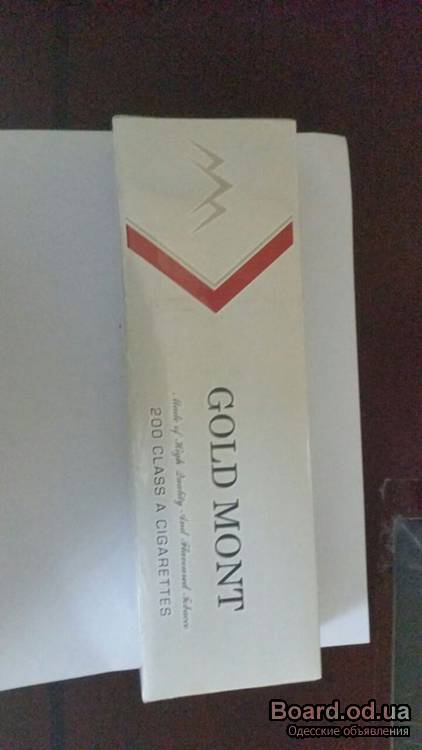 GOLD MONT
Made of High Quality And Flavoured Tobacco
200 CLASS A CIGARETTES
Board.od.ua
Одесские объявления